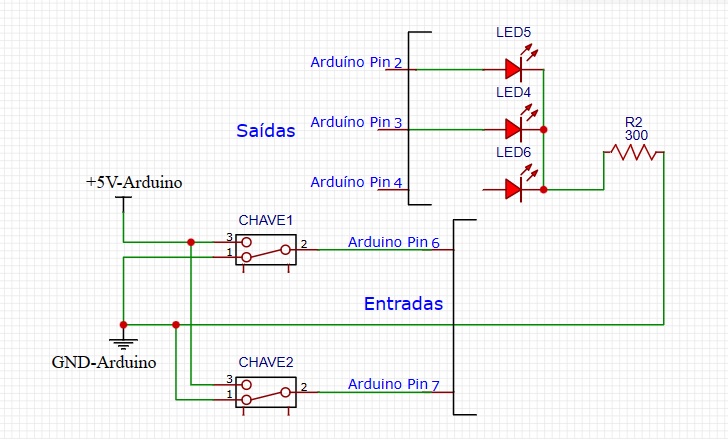 LED5
Arduíno Pin 2
LED4
Arduíno Pin 3
R2
300
Saídas
LED6
Arduíno Pin 4
+5V-Arduino
CHAVE1
3
1
2
Arduino Pin 6
Entradas
GND-Arduino
CHAVE2
3
1
2
Arduino Pin 7